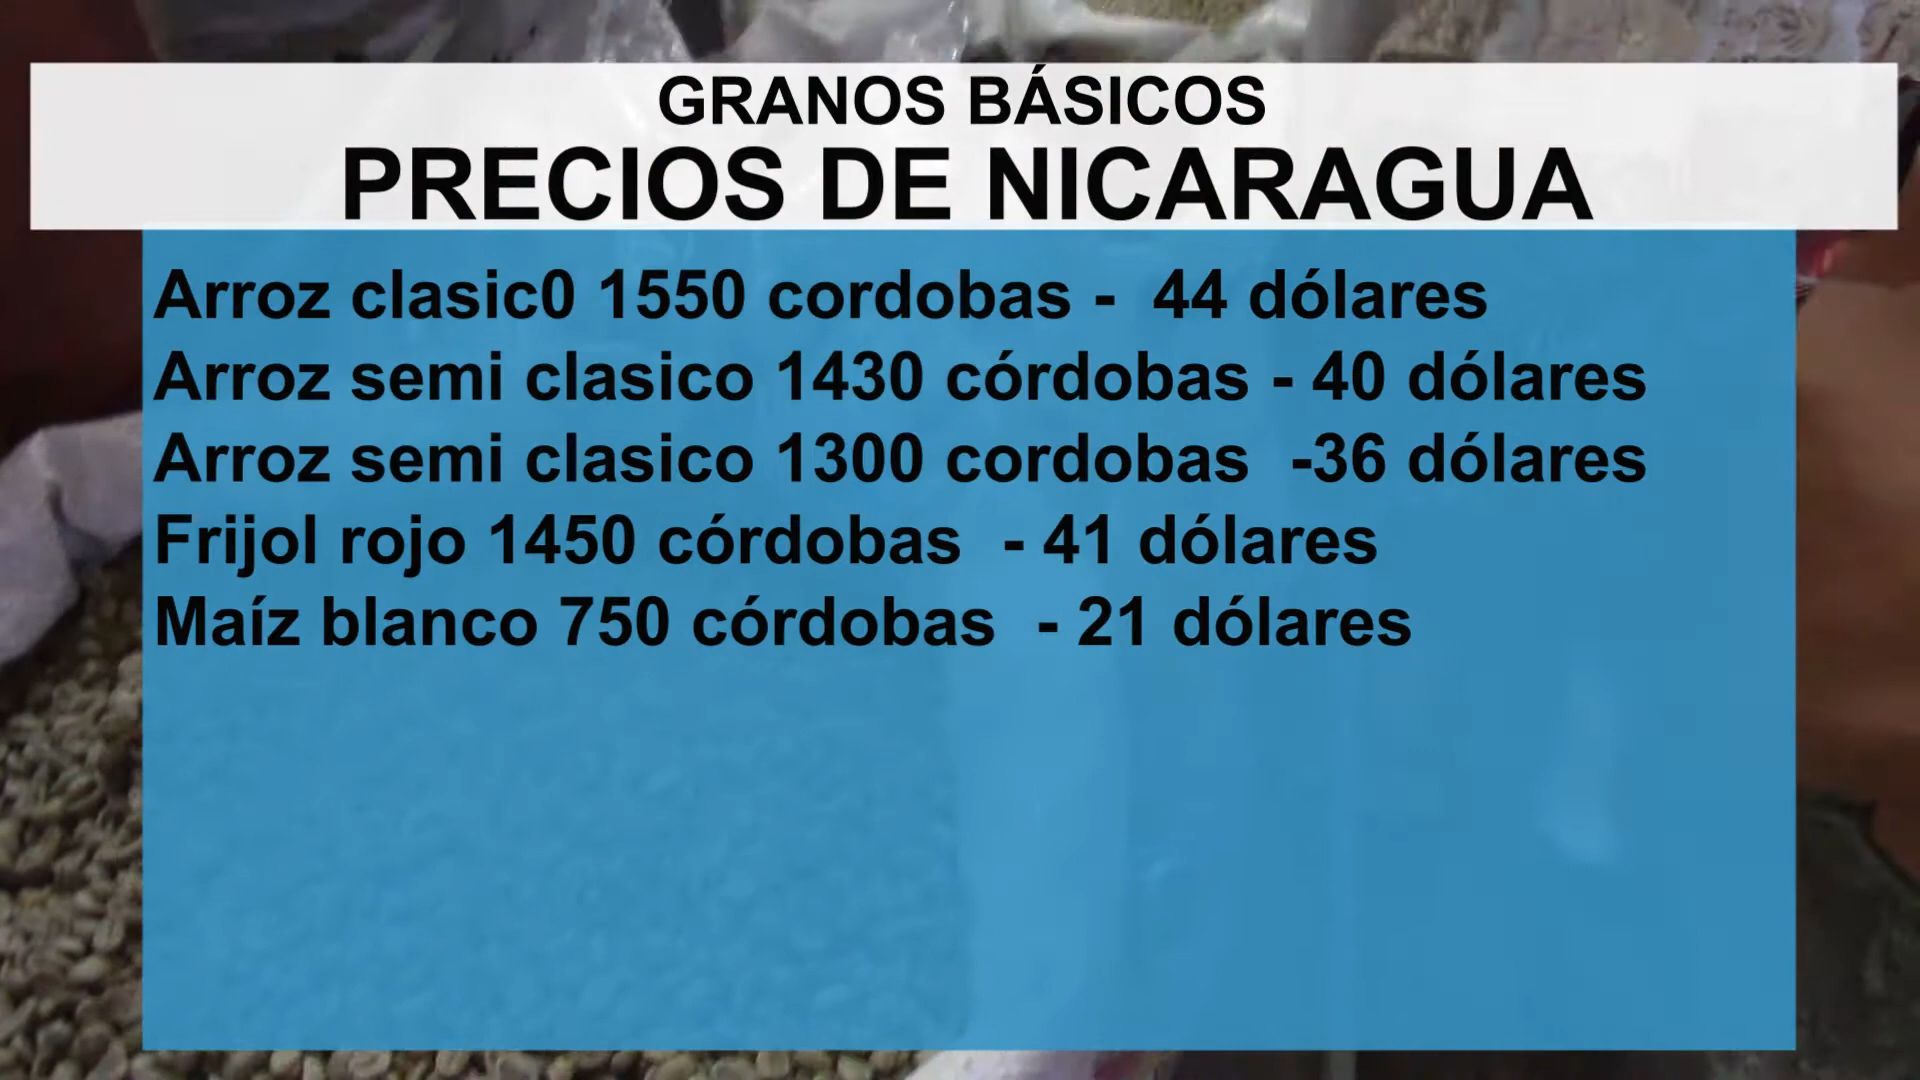 GRANOS BÁSICOS
PRECIOS DE NICARAGUA
Arroz clasic0 1550 cordobas - 44 dólares
Arroz semi clasico 1430 córdobas - 40 dólares
Arroz semi clasico 1300 cordobas -36 dólares
Frijol rojo 1450 córdobas - 41 dólares
Maíz blanco 750 córdobas - 21 dólares